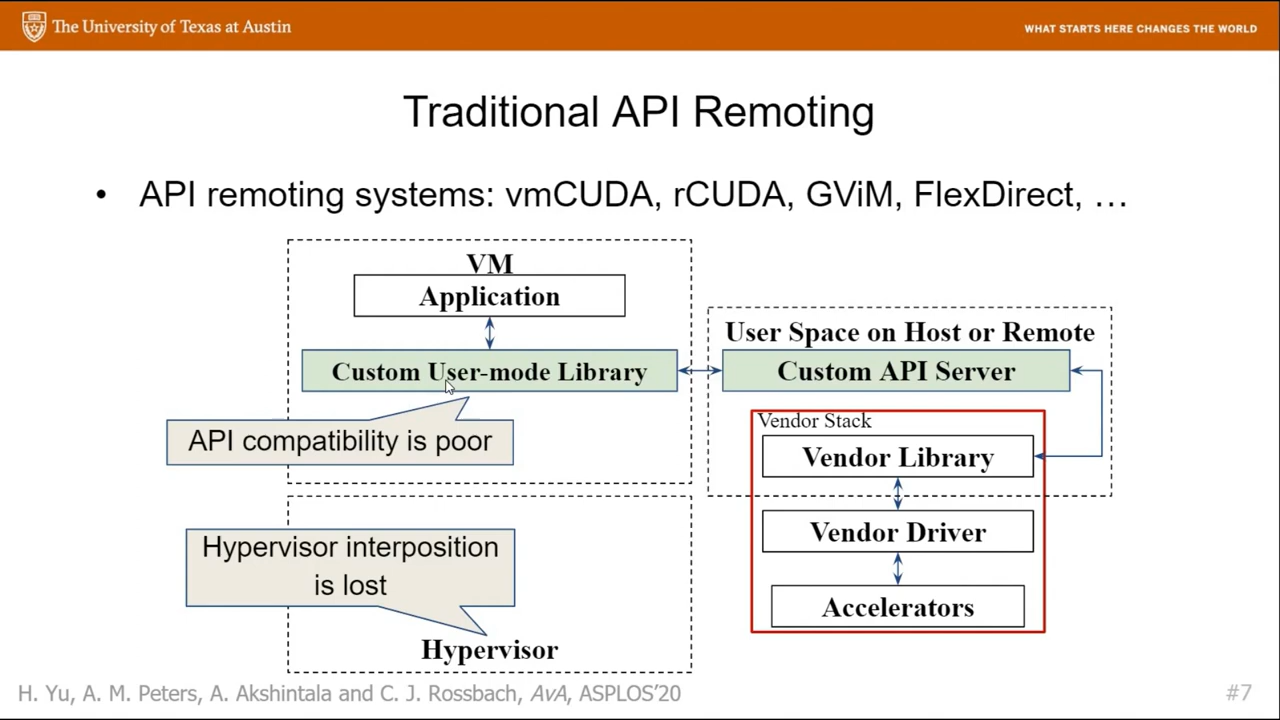 The University of Texas at Austin
WHAT STARTS HERE CHANGES THE WORLD
Traditional API Remoting
• API remoting systems: vmCUDA, rCUDA, GViM, FlexDirect, …
VM
Application
Custom User-mode Library
API compatibility is poor
User Space on Host or Remote
Custom API Server
Vendor Stack
Vendor Library
Vendor Driver
Accelerators
Hypervisor interposition
is lost
Hypervisor
H. Yu, A. M. Peters, A. Akshintala and C. J. Rossbach, AvA, ASPLOS'20
#7